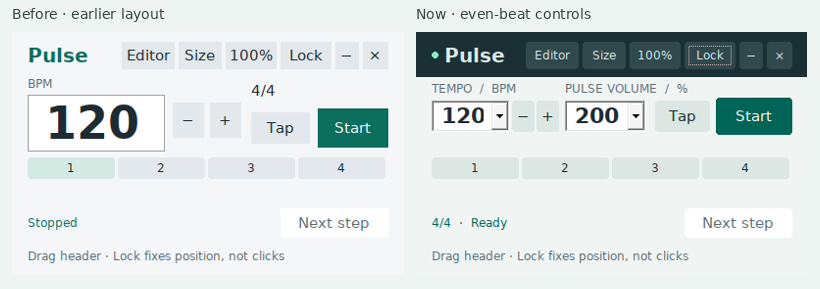 Before · earlier layout
Pulse Editor Size 100% Lock − ×
BPM
4/4
120 − + Tap Start
1 2 3 4
Stopped Next step
Drag header · Lock fixes position, not clicks
Now · even-beat controls
Pulse Editor Size 100% Lock − ×
TEMPO / BPM PULSE VOLUME / %
120 − + 200 Tap Start
1 2 3 4
4/4 · Ready Next step
Drag header · Lock fixes position, not clicks